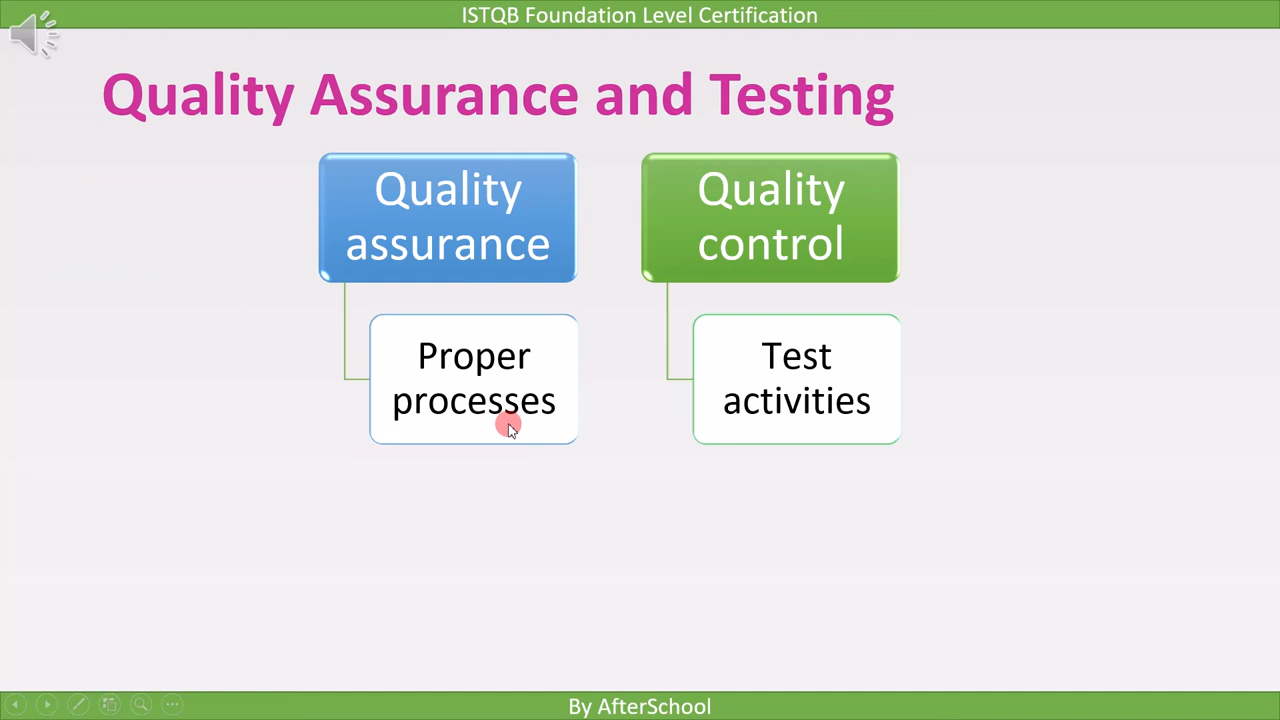 ISTQB Foundation Level Certification
Quality Assurance and Testing
Quality
assurance
Proper
processes
Quality
control
Test
activities
By AfterSchool